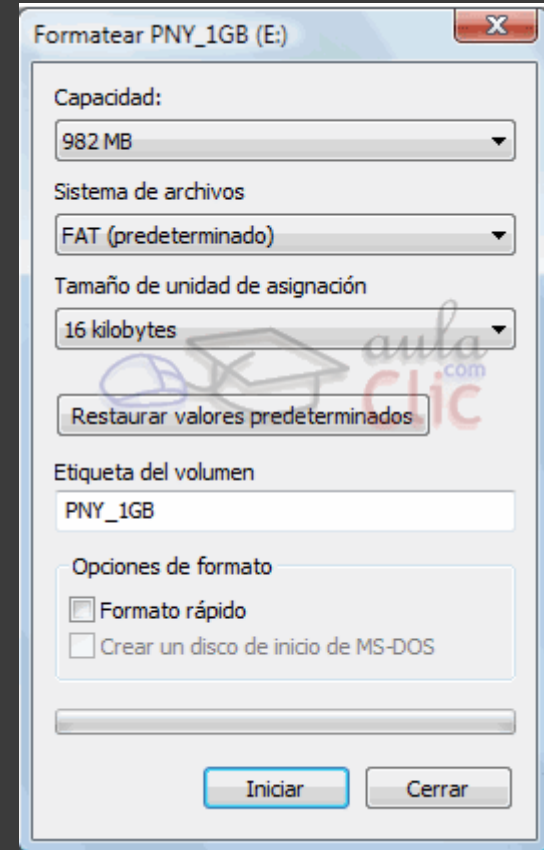 Formatear PNY_1GB (E:)
Capacidad:
982 MB
Sistema de archivos
FAT (predeterminado)
Tamaño de unidad de asignación
16 kilobytes
aula
.com
Clic
Restaurar valores predeterminados
Etiqueta del volumen
PNY_1GB
Opciones de formato
Formato rápido
Crear un disco de inicio de MS-DOS
Iniciar
Cerrar